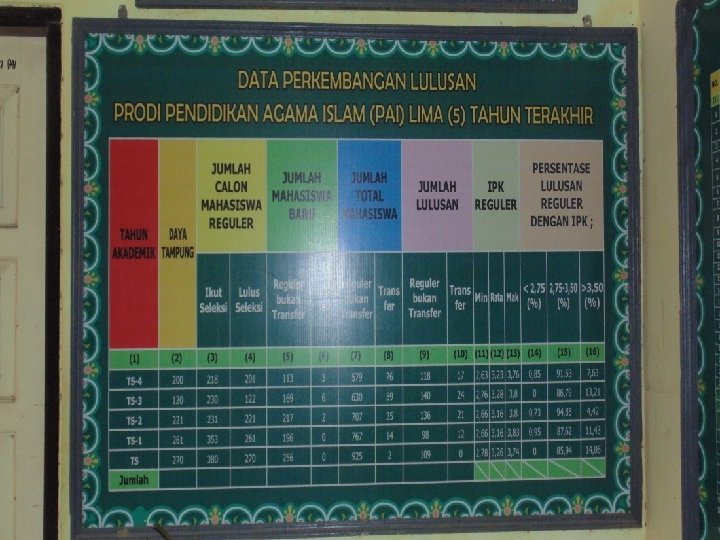 DATA PERKEMBANGAN LULUSAN
PRODI PENDIDIKAN AGAMA ISLAM (PAI) LIMA (5) TAHUN TERAKHIR
TAHUN AKADEMIK
DAYA TAMPUNG
JUMLAH CALON MAHASISWA REGULER
JUMLAH MAHASISWA BARU
JUMLAH TOTAL MAHASISWA
JUMLAH LULUSAN
IPK REGULER
PERSENTASE LULUSAN REGULER DENGAN IPK ;
Ikut Seleksi
Lulus Seleksi
Reguler bukan Transfer
Reguler bukan Transfer
Trans fer
Reguler bukan Transfer
Trans fer
Min Rata Mak
< 2,75 (%)
2,75-3,50 (%)
>3,50 (%)
(1) (2) (3) (4) (5) (6) (7) (8) (9) (10) (11) (12) (13) (14) (15) (16)
TS-4 200 218 201 113 3 579 76 118 17 2,63 3,23 3,76 0,85 91,53 7,63
TS-3 120 230 122 169 6 630 59 140 24 2,76 3,28 3,8 0 86,79 13,21
TS-2 221 231 221 217 2 707 35 136 21 2,66 3,16 3,8 0,73 94,85 4,42
TS-1 261 353 261 196 0 767 14 98 12 2,66 3,16 3,83 0,95 87,62 11,43
TS 270 380 270 256 0 925 2 109 0 2,78 3,26 3,74 0 85,94 14,06
Jumlah